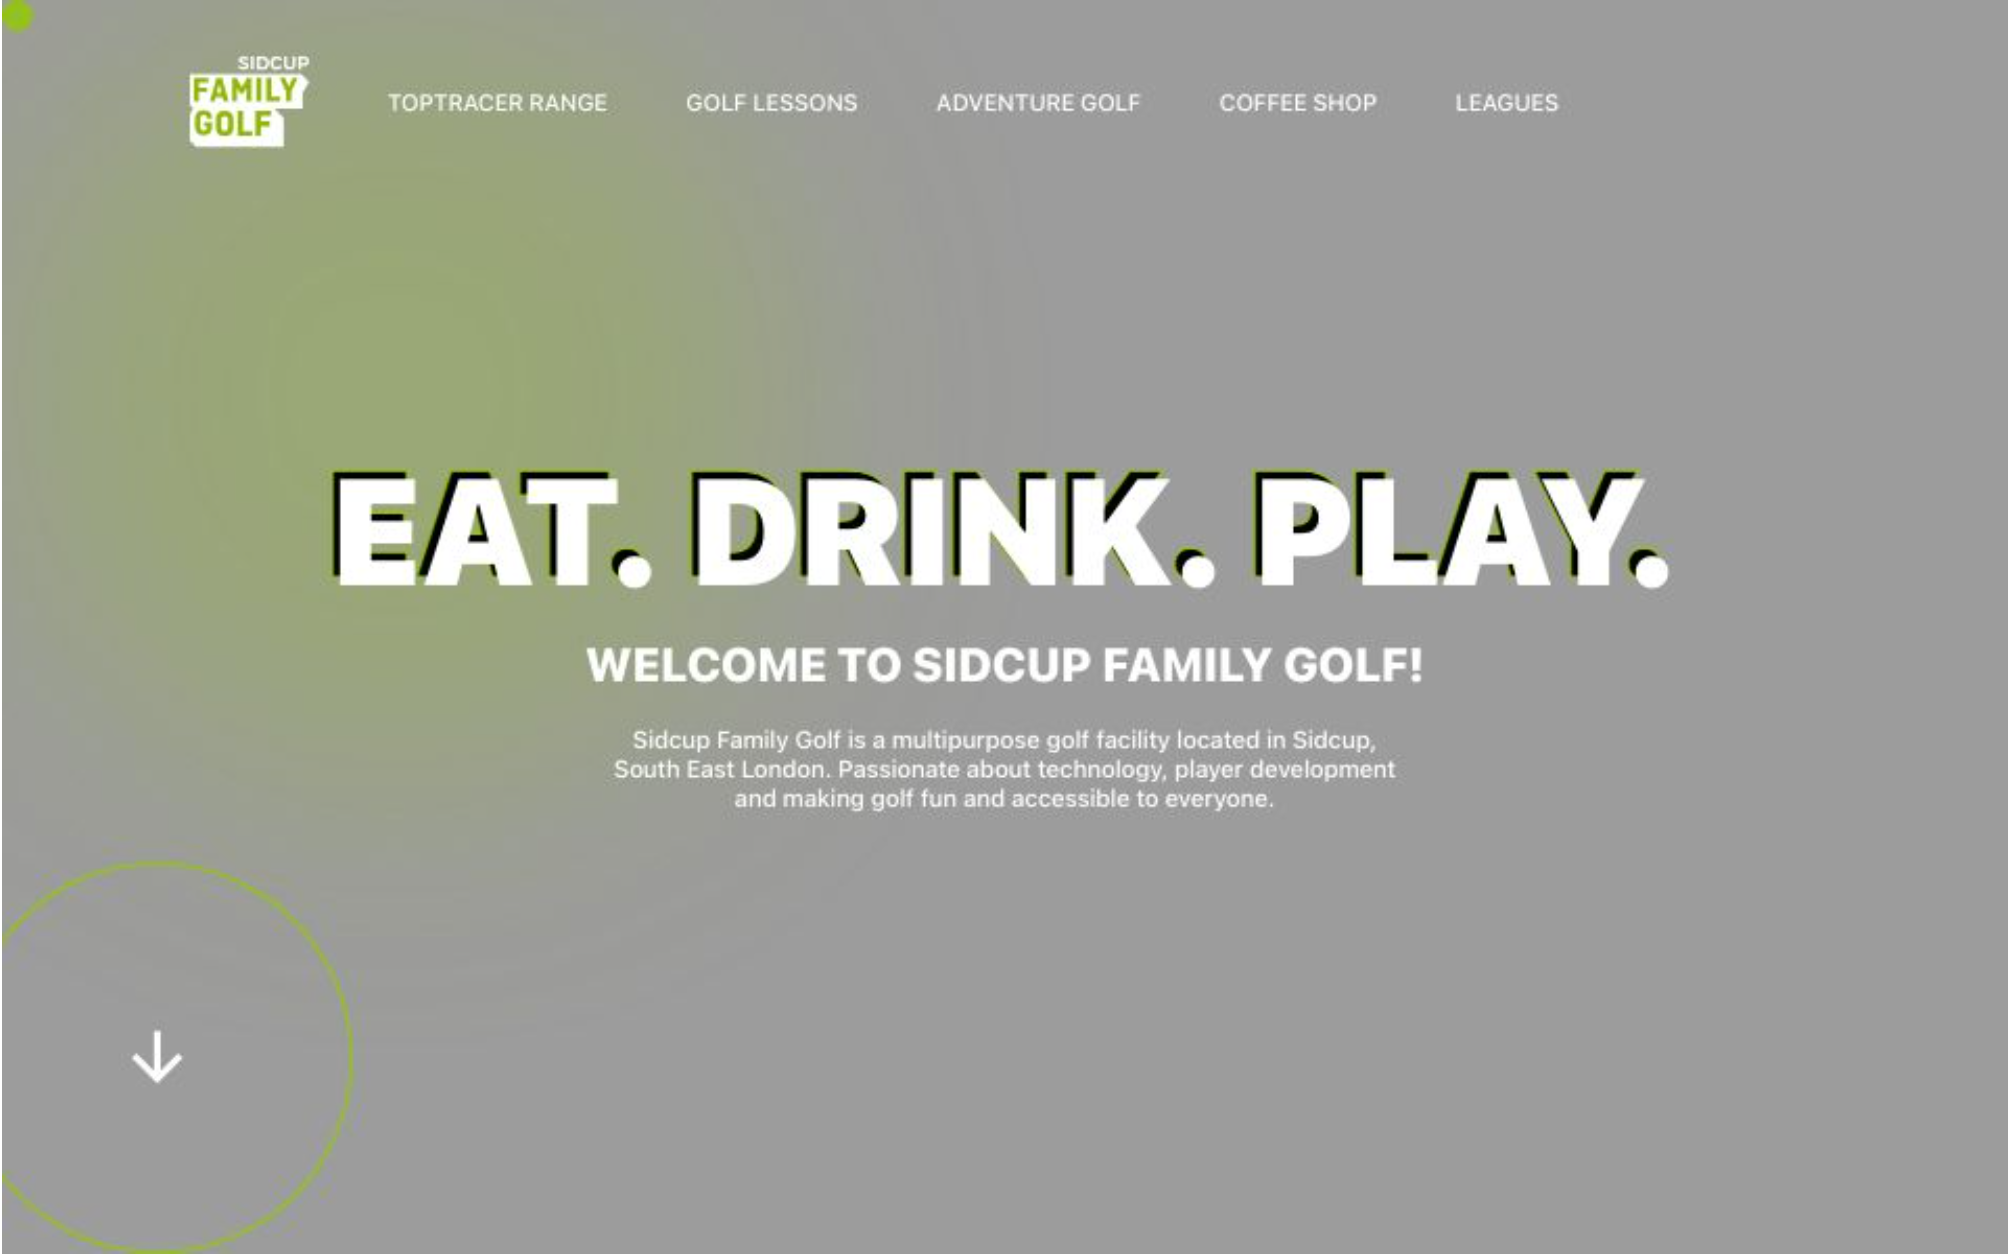 SIDCUP
FAMILY
GOLF
TOPTRACER RANGE
GOLF LESSONS
ADVENTURE GOLF
COFFEE SHOP
LEAGUES
EAT. DRINK. PLAY.
WELCOME TO SIDCUP FAMILY GOLF!
Sidcup Family Golf is a multipurpose golf facility located in Sidcup,
South East London. Passionate about technology, player development
and making golf fun and accessible to everyone.